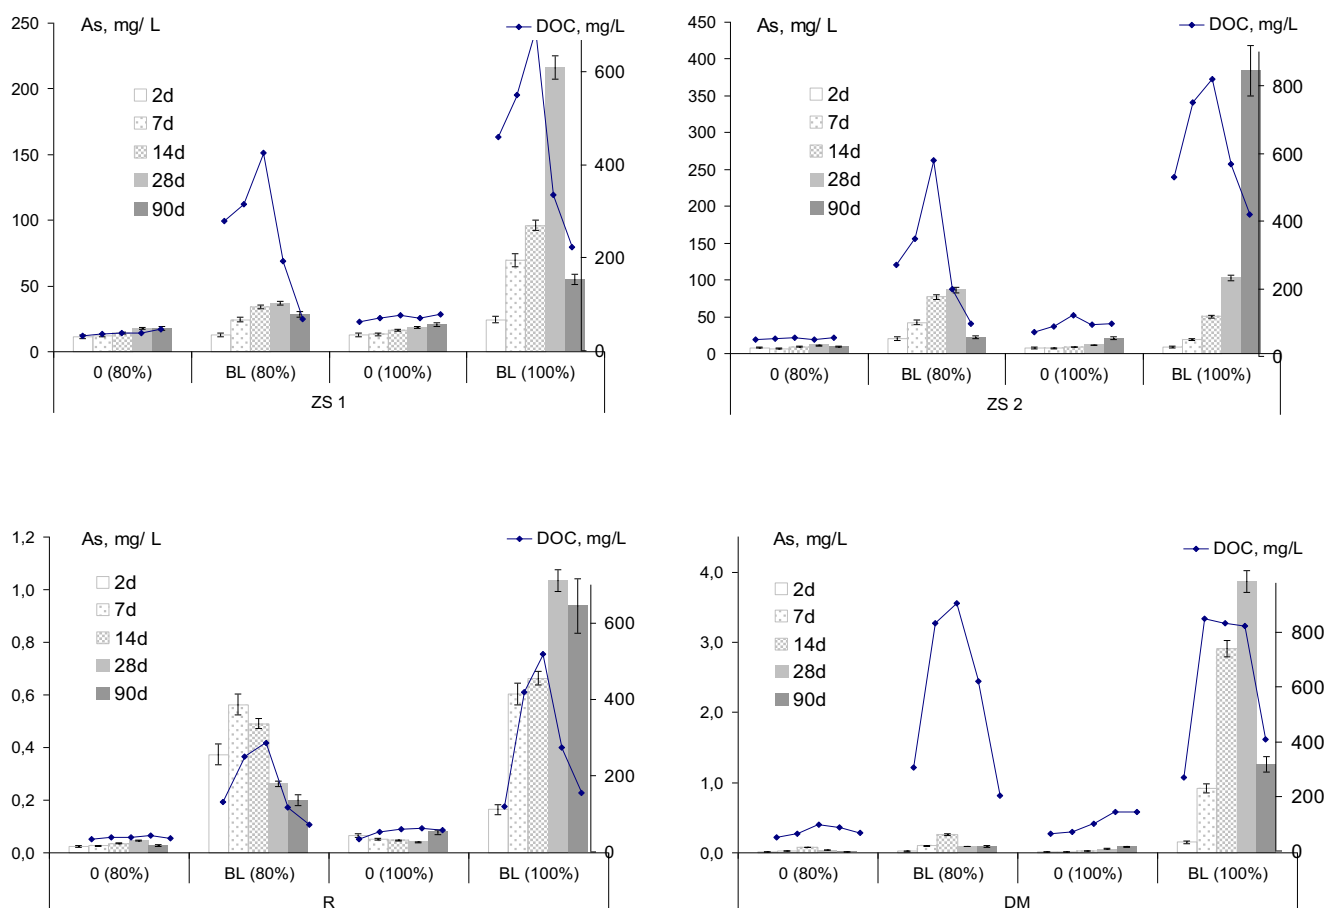 As, mg/ L
DOC, mg/L
250
200
150
100
50
0
600
400
200
0
2d
7d
14d
28d
90d
0 (80%)
BL (80%)
0 (100%)
BL (100%)
ZS 1
As, mg/ L
DOC, mg/L
450
400
350
300
250
200
150
100
50
0
800
600
400
200
0
2d
7d
14d
28d
90d
0 (80%)
BL (80%)
0 (100%)
BL (100%)
ZS 2
As, mg/ L
DOC, mg/L
1,2
1,0
0,8
0,6
0,4
0,2
0,0
600
400
200
0
2d
7d
14d
28d
90d
0 (80%)
BL (80%)
0 (100%)
BL (100%)
R
As, mg/L
DOC, mg/L
4,0
3,0
2,0
1,0
0,0
800
600
400
200
0
2d
7d
14d
28d
90d
0 (80%)
BL (80%)
0 (100%)
BL (100%)
DM